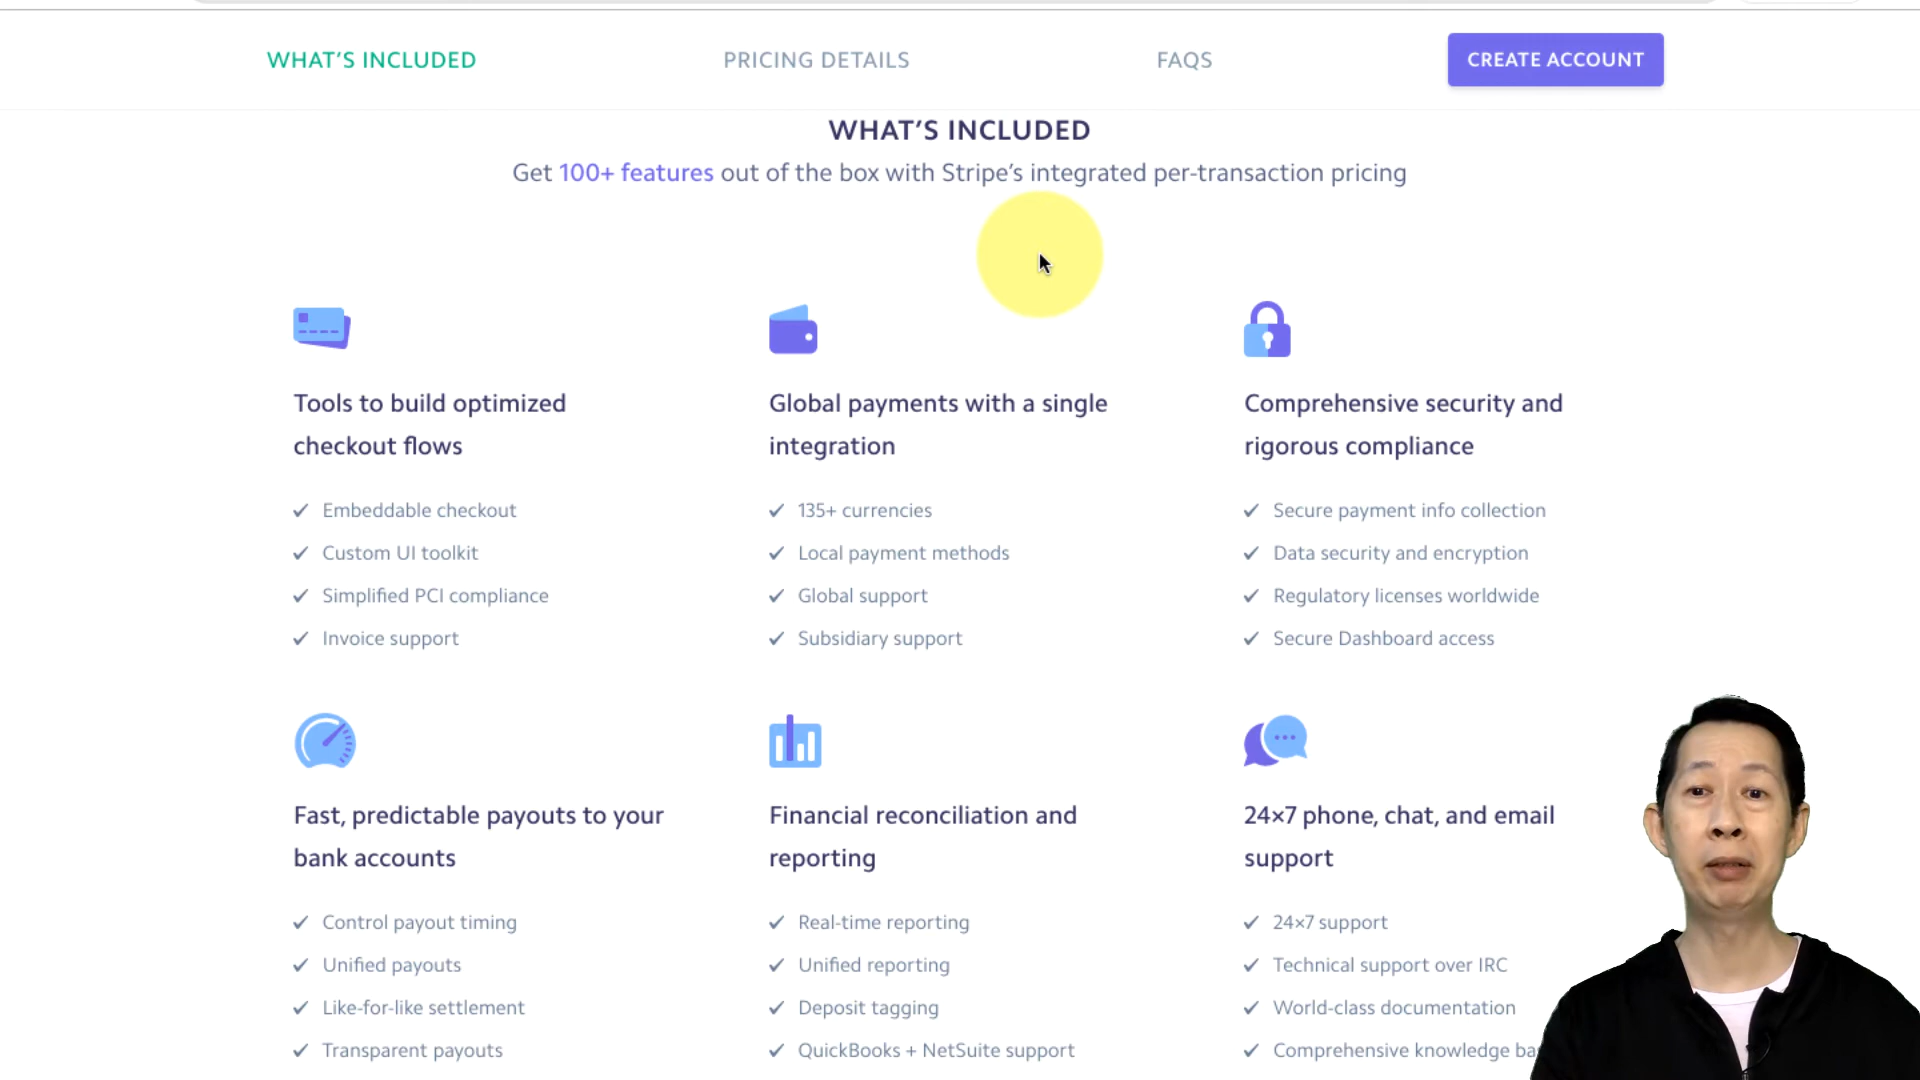 WHAT'S INCLUDED
PRICING DETAILS
FAQS
CREATE ACCOUNT
WHAT'S INCLUDED
Get 100+ features out of the box with Stripe's integrated per-transaction pricing
Tools to build optimized
checkout flows
✓ Embeddable checkout
✓ Custom UI toolkit
✓ Simplified PCI compliance
✓ Invoice support
Global payments with a single
integration
✓ 135+ currencies
✓ Local payment methods
✓ Global support
✓ Subsidiary support
Comprehensive security and
rigorous compliance
✓ Secure payment info collection
✓ Data security and encryption
✓ Regulatory licenses worldwide
✓ Secure Dashboard access
Fast, predictable payouts to your
bank accounts
✓ Control payout timing
✓ Unified payouts
✓ Like-for-like settlement
✓ Transparent payouts
Financial reconciliation and
reporting
✓ Real-time reporting
✓ Unified reporting
✓ Deposit tagging
✓ QuickBooks + NetSuite support
24×7 phone, chat, and email
support
✓ 24×7 support
✓ Technical support over IRC
✓ World-class documentation
✓ Comprehensive knowledge